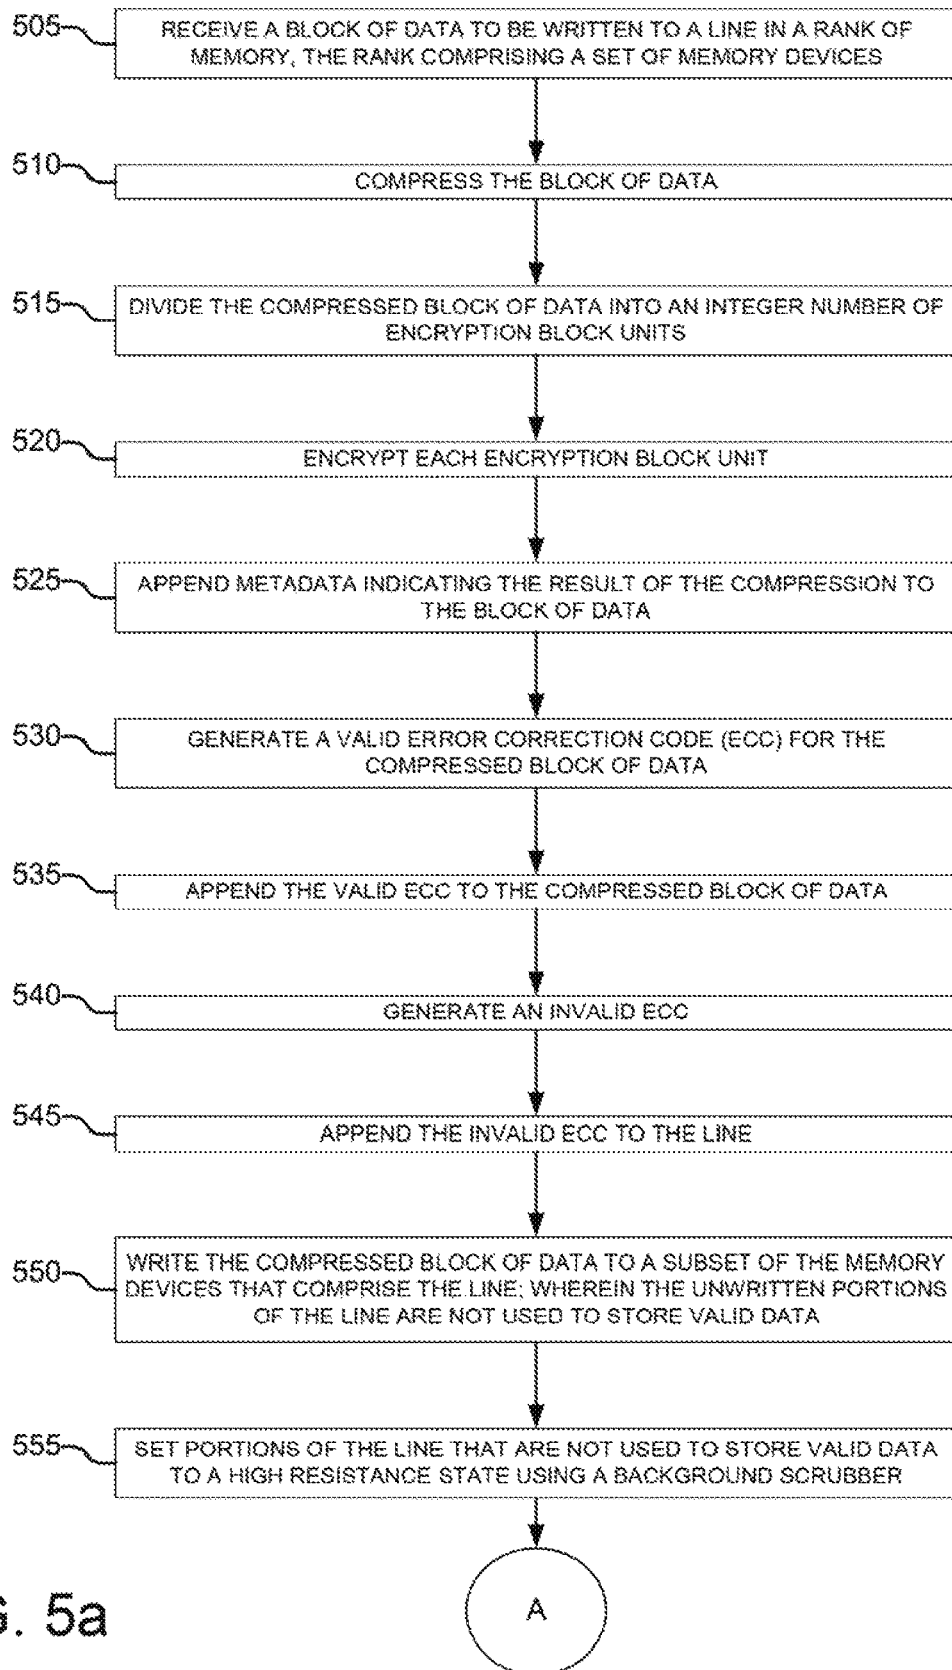 505
RECEIVE A BLOCK OF DATA TO BE WRITTEN TO A LINE IN A RANK OF
MEMORY, THE RANK COMPRISING A SET OF MEMORY DEVICES
510
COMPRESS THE BLOCK OF DATA
515
DIVIDE THE COMPRESSED BLOCK OF DATA INTO AN INTEGER NUMBER OF
ENCRYPTION BLOCK UNITS
520
ENCRYPT EACH ENCRYPTION BLOCK UNIT
525
APPEND METADATA INDICATING THE RESULT OF THE COMPRESSION TO
THE BLOCK OF DATA
530
GENERATE A VALID ERROR CORRECTION CODE (ECC) FOR THE
COMPRESSED BLOCK OF DATA
535
APPEND THE VALID ECC TO THE COMPRESSED BLOCK OF DATA
540
GENERATE AN INVALID ECC
545
APPEND THE INVALID ECC TO THE LINE
550
WRITE THE COMPRESSED BLOCK OF DATA TO A SUBSET OF THE MEMORY
DEVICES THAT COMPRISE THE LINE; WHEREIN THE UNWRITTEN PORTIONS
OF THE LINE ARE NOT USED TO STORE VALID DATA
555
SET PORTIONS OF THE LINE THAT ARE NOT USED TO STORE VALID DATA
TO A HIGH RESISTANCE STATE USING A BACKGROUND SCRUBBER
A
G. 5a